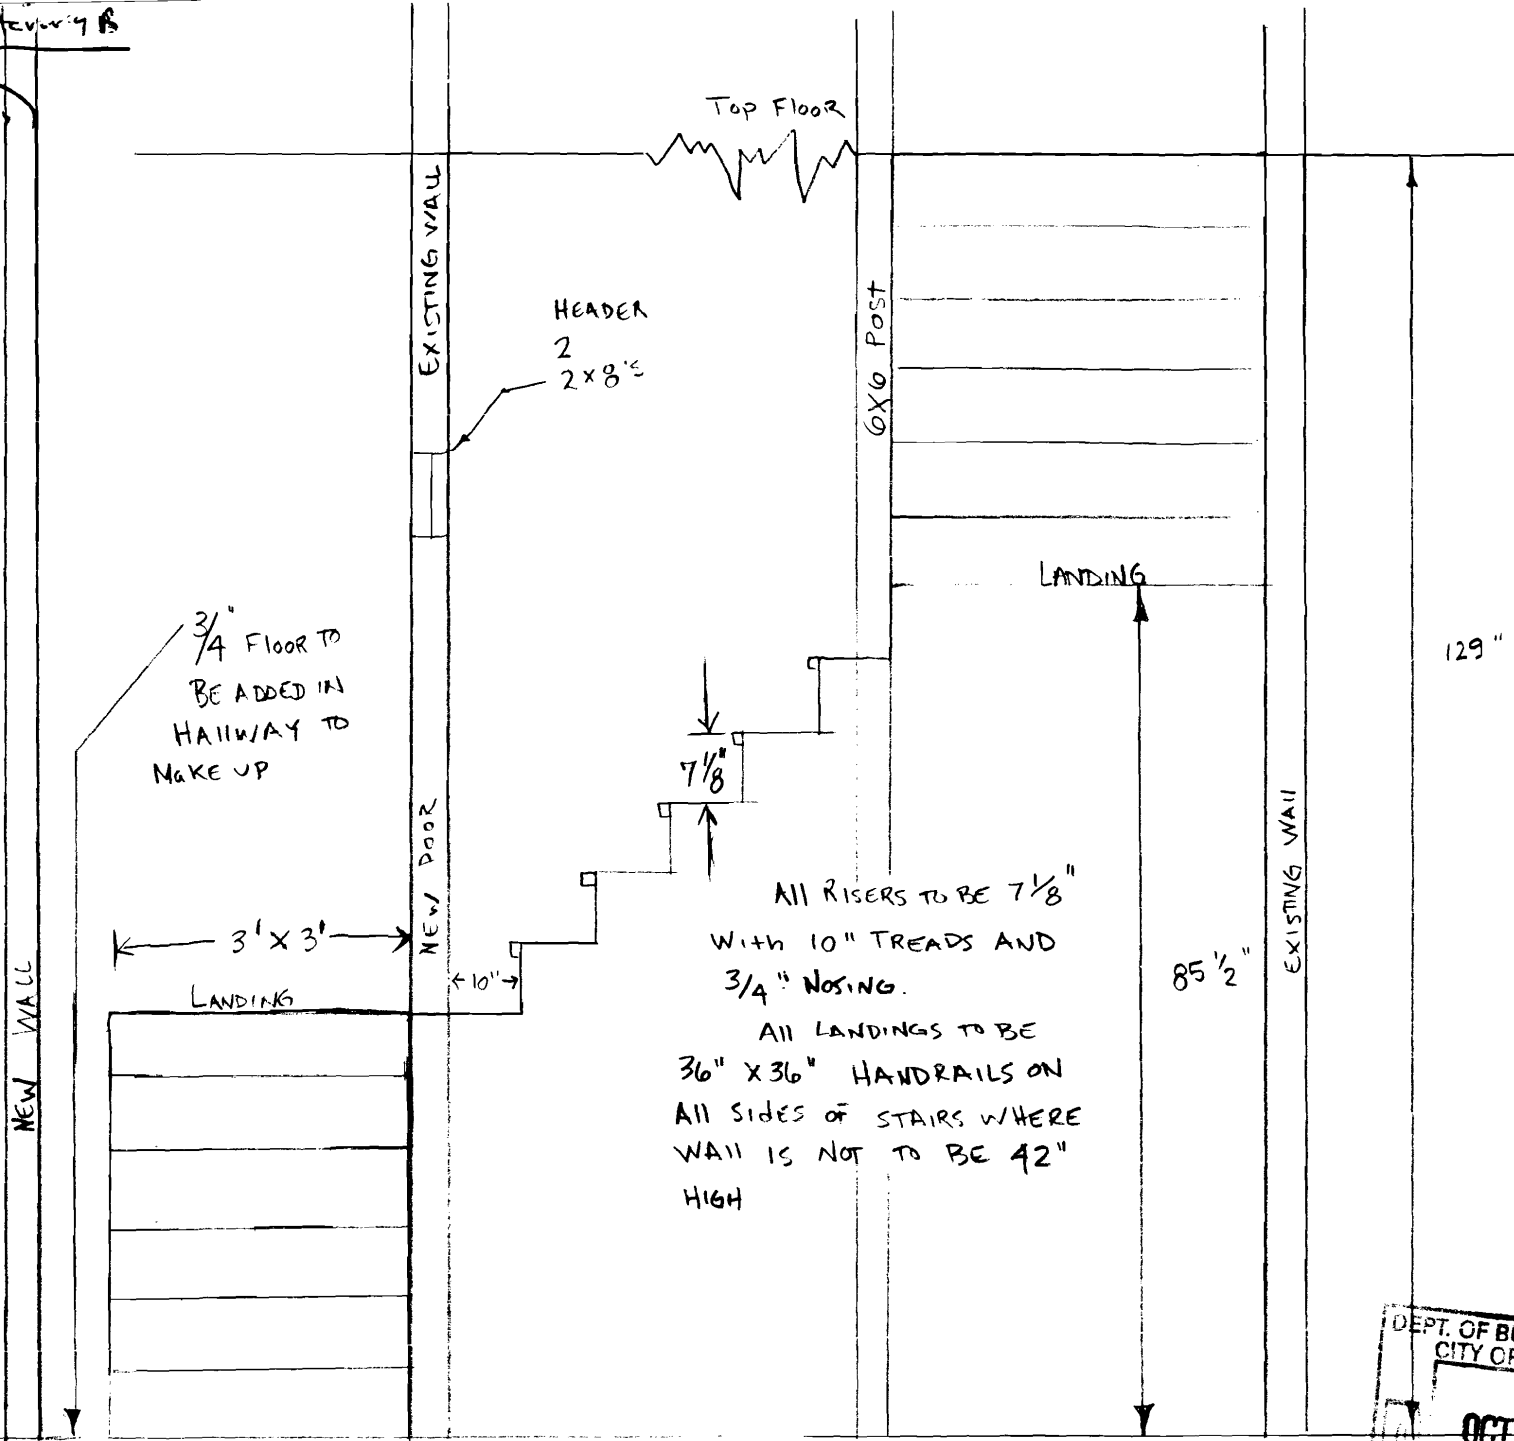 Top FlooR
EXISTING WALL
HEADER
2
2x8's
6x6 Post
LANDING
129"
3/4" FlooR TO
BE ADDED IN
HAllWAY TO
MaKE UP
7 1/8"
NEW DOOR
EXISTING WAll
All RISERS TO BE 7 1/8"
With 10" TREADS AND
3/4" NOSING.
All LANDINGS TO BE
36" X 36" HANDRAILS ON
All SIdES OF STAIRS WHERE
WAll IS NOT TO BE 42"
HIGH
3' X 3'
10"
85 1/2"
LANDING
NEW WALL
DEPT. OF
CITY OF
OCT